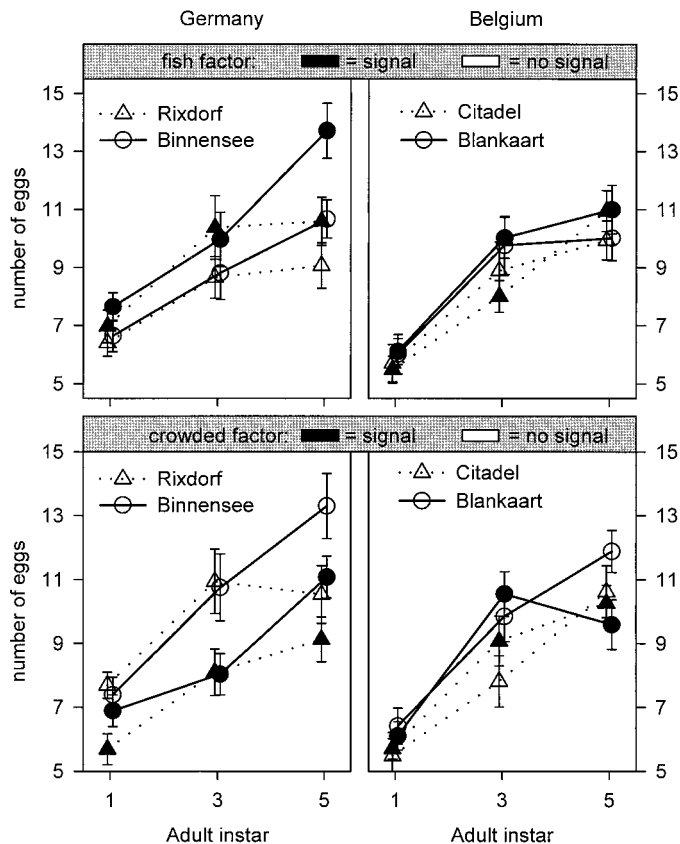 Germany
Belgium
fish factor: = signal = no signal
15
13
11
9
7
5
number of eggs
Rixdorf
Binnensee
Citadel
Blankaart
15
13
11
9
7
5
crowded factor: = signal = no signal
15
13
11
9
7
5
number of eggs
Rixdorf
Binnensee
Citadel
Blankaart
15
13
11
9
7
5
1 3 5
1 3 5
Adult instar
Adult instar